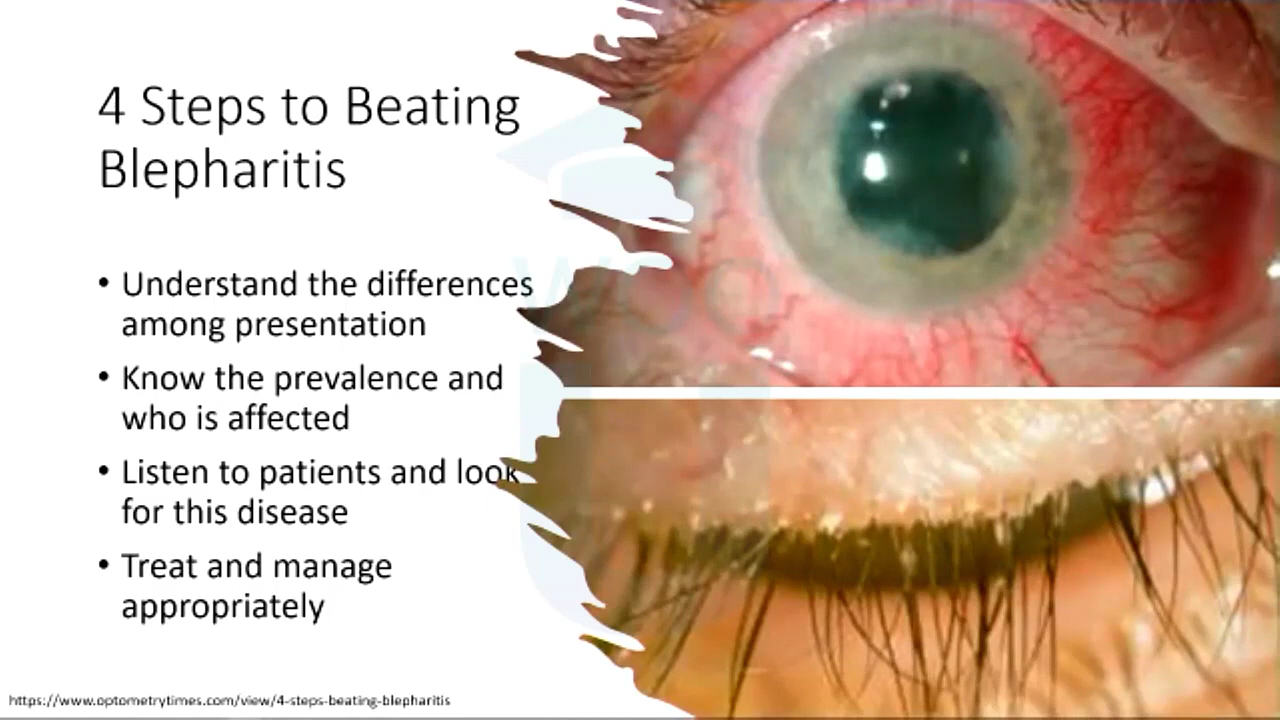 4 Steps to Beating
Blepharitis
• Understand the differences
among presentation
• Know the prevalence and
who is affected
• Listen to patients and look
for this disease
• Treat and manage
appropriately
https://www.optometrytimes.com/view/4-steps-beating-blepharitis